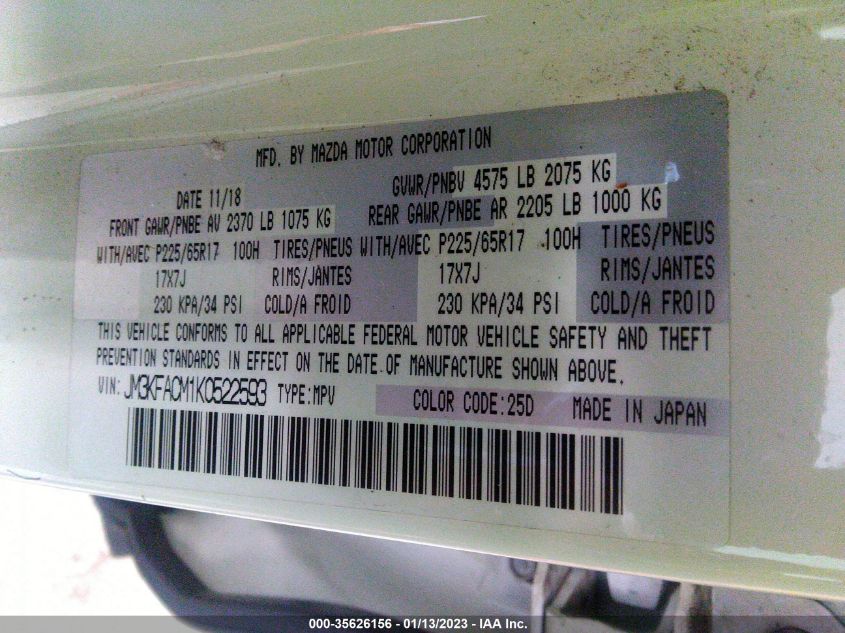 MFD. BY MAZDA MOTOR CORPORATION
DATE 11/18 GVWR/PNBV 4575 LB 2075 KG
FRONT GAWR/PNBE AV 2370 LB 1075 KG REAR GAWR/PNBE AR 2205 LB 1000 KG
WITH/AVEC P225/65R17 100H TIRES/PNEUS WITH/AVEC P225/65R17 100H TIRES/PNEUS
17X7J RIMS/JANTES 17X7J RIMS/JANTES
230 KPA/34 PSI COLD/A FROID 230 KPA/34 PSI COLD/A FROID
THIS VEHICLE CONFORMS TO ALL APPLICABLE FEDERAL MOTOR VEHICLE SAFETY AND THEFT
PREVENTION STANDARDS IN EFFECT ON THE DATE OF MANUFACTURE SHOWN ABOVE.
VIN: JM3KFACM1K0522593 TYPE:MPV COLOR CODE:25D MADE IN JAPAN
000-35626156 — 01/13/2023 — IAA Inc.